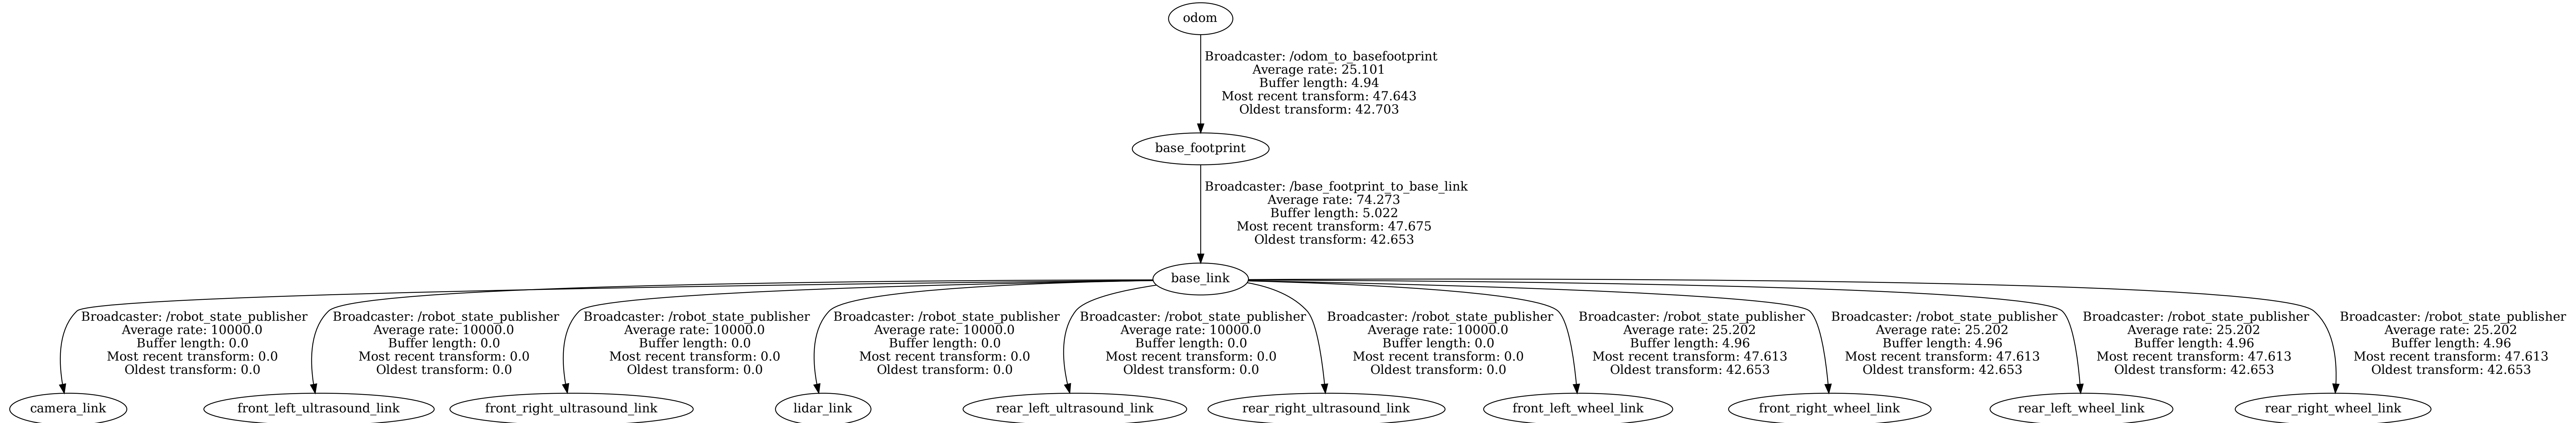 odom
Broadcaster: /odom_to_basefootprint
Average rate: 25.101
Buffer length: 4.94
Most recent transform: 47.643
Oldest transform: 42.703
base_footprint
Broadcaster: /base_footprint_to_base_link
Average rate: 74.273
Buffer length: 5.022
Most recent transform: 47.675
Oldest transform: 42.653
base_link
Broadcaster: /robot_state_publisher
Average rate: 10000.0
Buffer length: 0.0
Most recent transform: 0.0
Oldest transform: 0.0
Broadcaster: /robot_state_publisher
Average rate: 10000.0
Buffer length: 0.0
Most recent transform: 0.0
Oldest transform: 0.0
Broadcaster: /robot_state_publisher
Average rate: 10000.0
Buffer length: 0.0
Most recent transform: 0.0
Oldest transform: 0.0
Broadcaster: /robot_state_publisher
Average rate: 10000.0
Buffer length: 0.0
Most recent transform: 0.0
Oldest transform: 0.0
Broadcaster: /robot_state_publisher
Average rate: 10000.0
Buffer length: 0.0
Most recent transform: 0.0
Oldest transform: 0.0
Broadcaster: /robot_state_publisher
Average rate: 10000.0
Buffer length: 0.0
Most recent transform: 0.0
Oldest transform: 0.0
Broadcaster: /robot_state_publisher
Average rate: 25.202
Buffer length: 4.96
Most recent transform: 47.613
Oldest transform: 42.653
Broadcaster: /robot_state_publisher
Average rate: 25.202
Buffer length: 4.96
Most recent transform: 47.613
Oldest transform: 42.653
Broadcaster: /robot_state_publisher
Average rate: 25.202
Buffer length: 4.96
Most recent transform: 47.613
Oldest transform: 42.653
Broadcaster: /robot_state_publisher
Average rate: 25.202
Buffer length: 4.96
Most recent transform: 47.613
Oldest transform: 42.653
camera_link
front_left_ultrasound_link
front_right_ultrasound_link
lidar_link
rear_left_ultrasound_link
rear_right_ultrasound_link
front_left_wheel_link
front_right_wheel_link
rear_left_wheel_link
rear_right_wheel_link